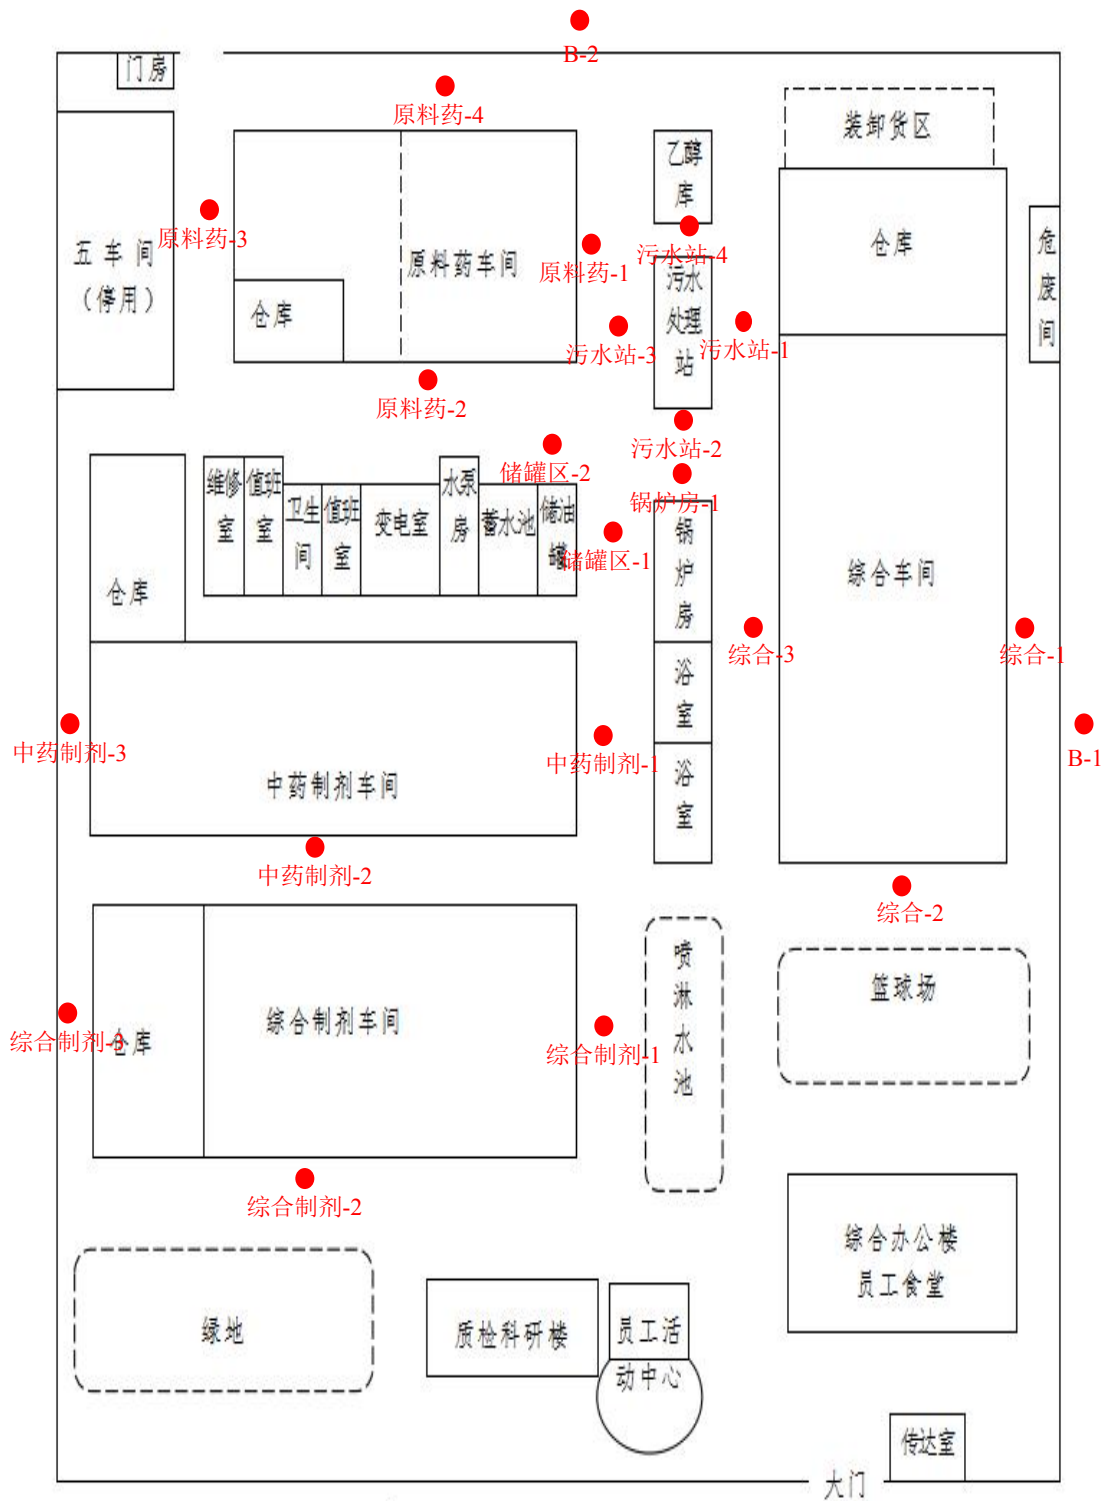 B-2
门房
原料药-4
装卸货区
乙醇
库
原料药-3
污水站-4
仓库
危
废
间
五车间
（停用）
原料药车间
原料药-1
污水
处理
站
仓库
污水站-3
污水站-1
原料药-2
污水站-2
储罐区-2
锅炉房-1
维修
室
值班
室
卫生
间
值班
室
变电室
水泵
房
蓄水池
储油
罐
储罐区-1
锅
炉
房
综合车间
仓库
综合-3
综合-1
浴
室
中药制剂-3
中药制剂-1
B-1
中药制剂车间
浴
室
中药制剂-2
综合-2
喷
淋
水
池
篮球场
综合制剂-3
仓库
综合制剂车间
综合制剂-1
综合制剂-2
综合办公楼
员工食堂
绿地
质检科研楼
员工活
动中心
传达室
大门